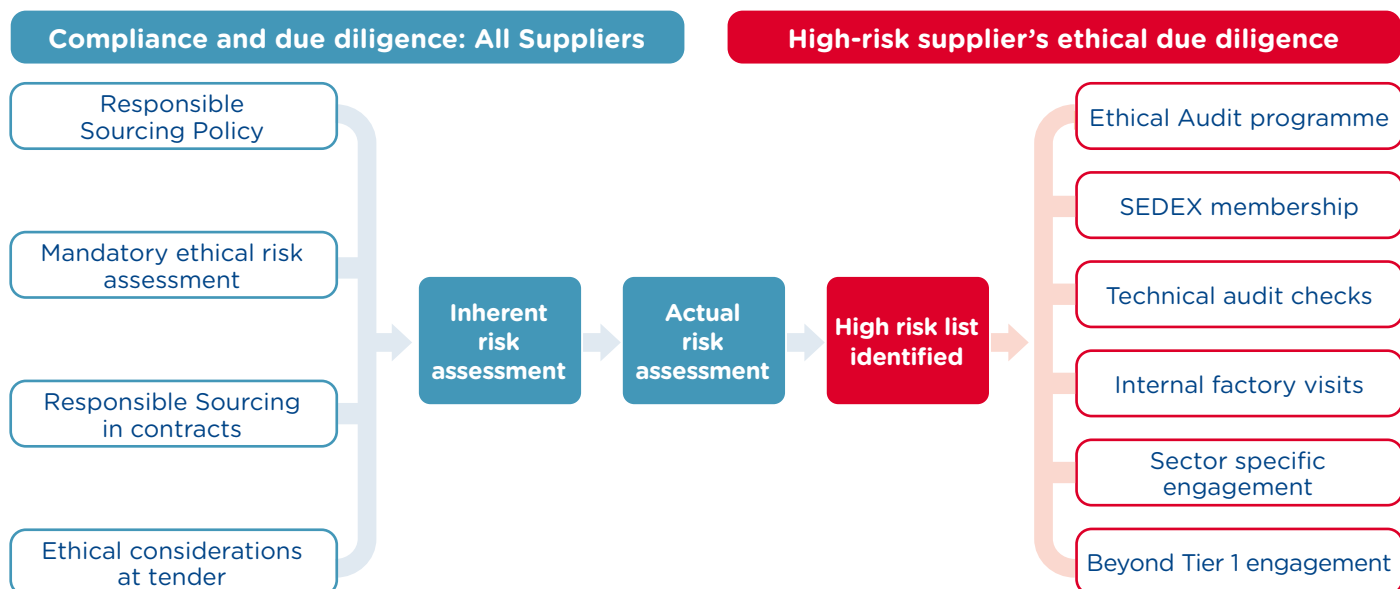 Compliance and due diligence: All Suppliers
High-risk supplier's ethical due diligence
Responsible
Sourcing Policy
Mandatory ethical risk
assessment
Responsible Sourcing
in contracts
Ethical considerations
at tender
Inherent
risk
assessment
Actual
risk
assessment
High risk list
identified
Ethical Audit programme
SEDEX membership
Technical audit checks
Internal factory visits
Sector specific
engagement
Beyond Tier 1 engagement